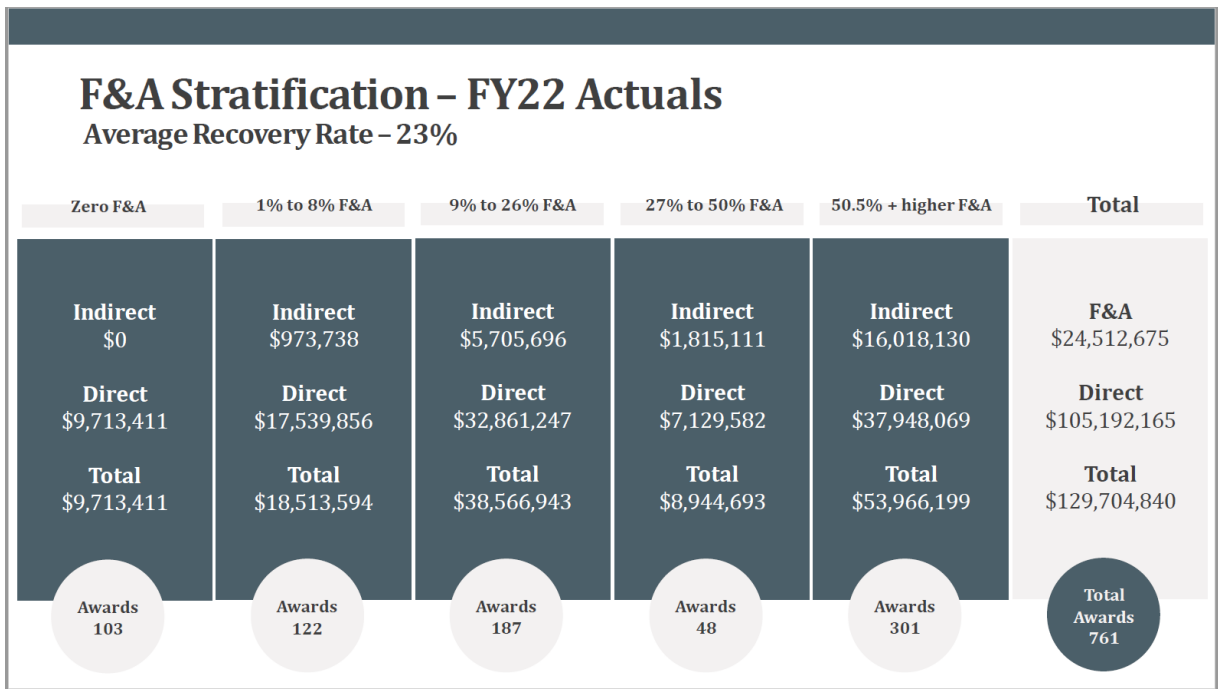 F&A Stratification – FY22 Actuals
Average Recovery Rate – 23%
Zero F&A
Indirect
$0
Direct
$9,713,411
Total
$9,713,411
Awards
103
1% to 8% F&A
Indirect
$973,738
Direct
$17,539,856
Total
$18,513,594
Awards
122
9% to 26% F&A
Indirect
$5,705,696
Direct
$32,861,247
Total
$38,566,943
Awards
187
27% to 50% F&A
Indirect
$1,815,111
Direct
$7,129,582
Total
$8,944,693
Awards
48
50.5% + higher F&A
Indirect
$16,018,130
Direct
$37,948,069
Total
$53,966,199
Awards
301
Total
F&A
$24,512,675
Direct
$105,192,165
Total
$129,704,840
Total
Awards
761